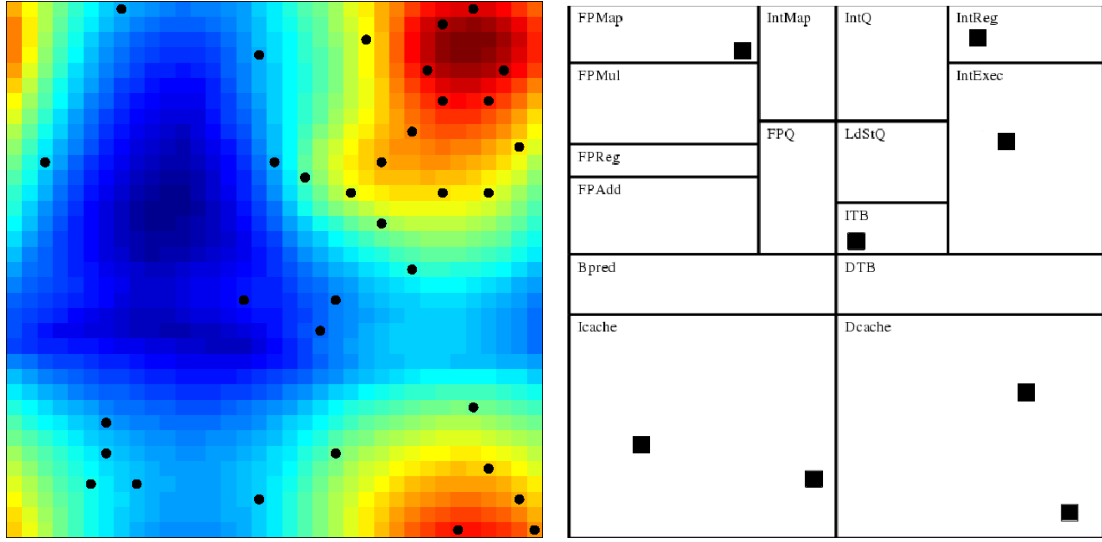 FPMap
IntMap
IntQ
IntReg
FPMul
IntExec
FPQ
LdStQ
FPReg
FPAdd
ITB
Bpred
DTB
Icache
Dcache